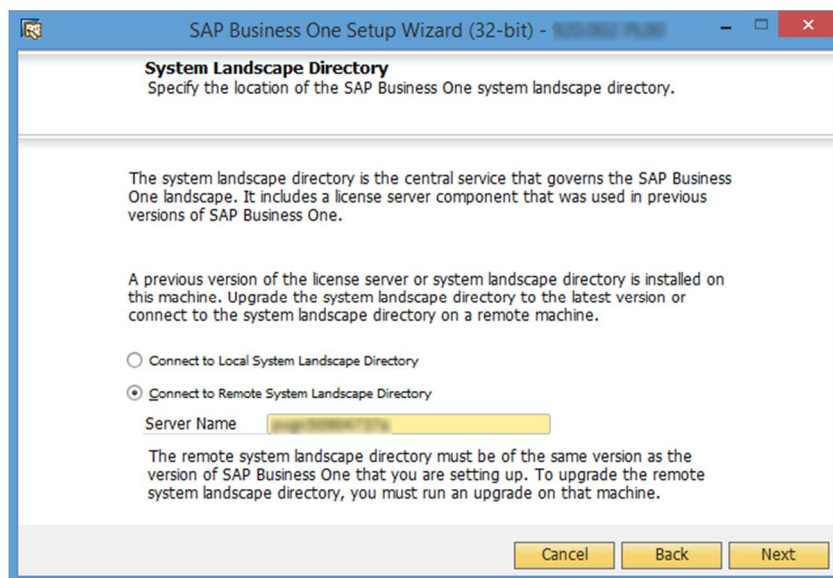 SAP Business One Setup Wizard (32-bit) -
System Landscape Directory
Specify the location of the SAP Business One system landscape directory.
The system landscape directory is the central service that governs the SAP Business
One landscape. It includes a license server component that was used in previous
versions of SAP Business One.
A previous version of the license server or system landscape directory is installed on
this machine. Upgrade the system landscape directory to the latest version or
connect to the system landscape directory on a remote machine.
Connect to Local System Landscape Directory
Connect to Remote System Landscape Directory
Server Name
The remote system landscape directory must be of the same version as the
version of SAP Business One that you are setting up. To upgrade the remote
system landscape directory, you must run an upgrade on that machine.
Cancel Back Next